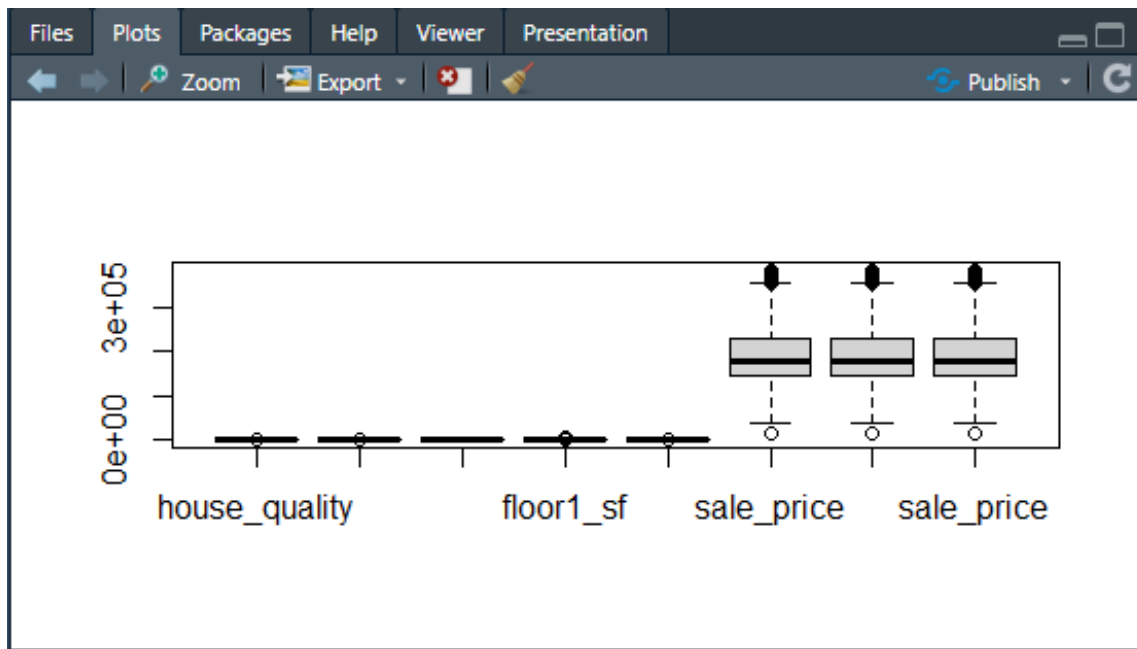 Files Plots Packages Help Viewer Presentation
Zoom Export Publish
3e+05
0e+00
house_quality floor1_sf sale_price sale_price